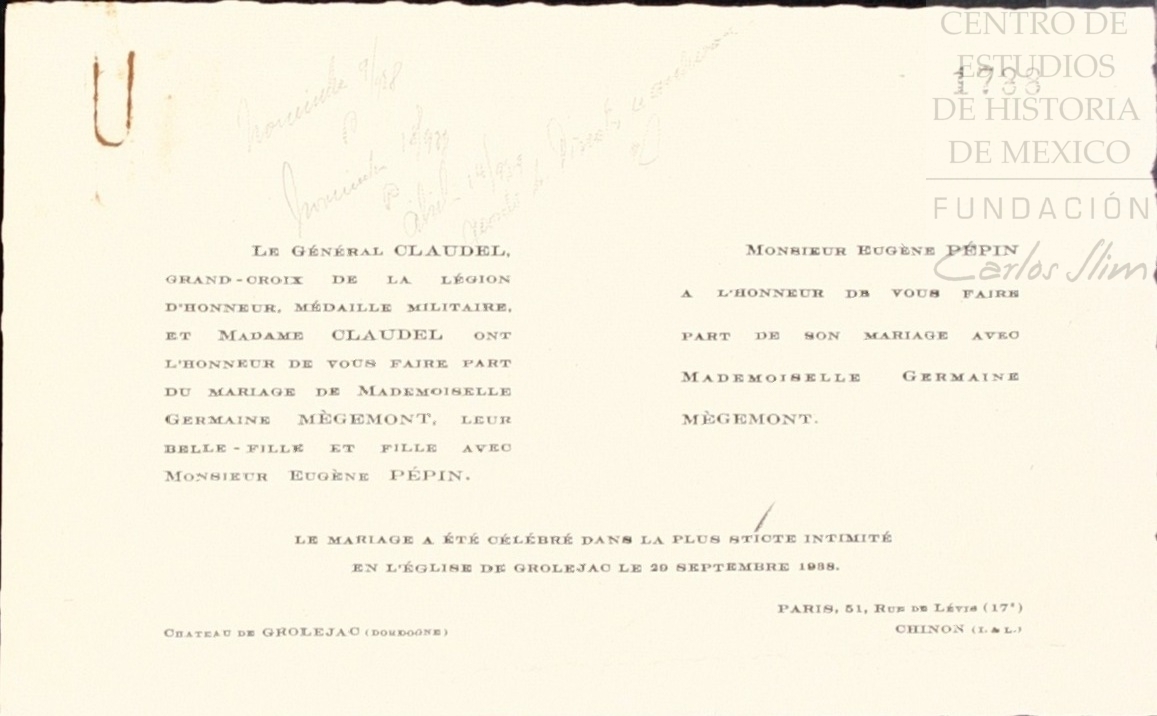 CENTRO DE
ESTUDIOS
DE HISTORIA
DE MEXICO
FUNDACIÓN
Carlos Slim
1733
LE GÉNÉRAL CLAUDEL,
GRAND-CROIX DE LA LÉGION
D'HONNEUR, MÉDAILLE MILITAIRE,
ET MADAME CLAUDEL ONT
L'HONNEUR DE VOUS FAIRE PART
DU MARIAGE DE MADEMOISELLE
GERMAINE MÈGEMONT, LEUR
BELLE-FILLE ET FILLE AVEC
MONSIEUR EUGÈNE PÉPIN.
MONSIEUR EUGÈNE PÉPIN
A L'HONNEUR DE VOUS FAIRE
PART DE SON MARIAGE AVEC
MADEMOISELLE GERMAINE
MÈGEMONT.
LE MARIAGE A ÉTÉ CÉLÉBRÉ DANS LA PLUS STICTE INTIMITÉ
EN L'ÉGLISE DE GROLEJAC LE 29 SEPTEMBRE 1938.
CHATEAU DE GROLEJAC (DORDOGNE)
PARIS, 51, RUE DE LÉVIS (17°)
CHINON (I. & L.)